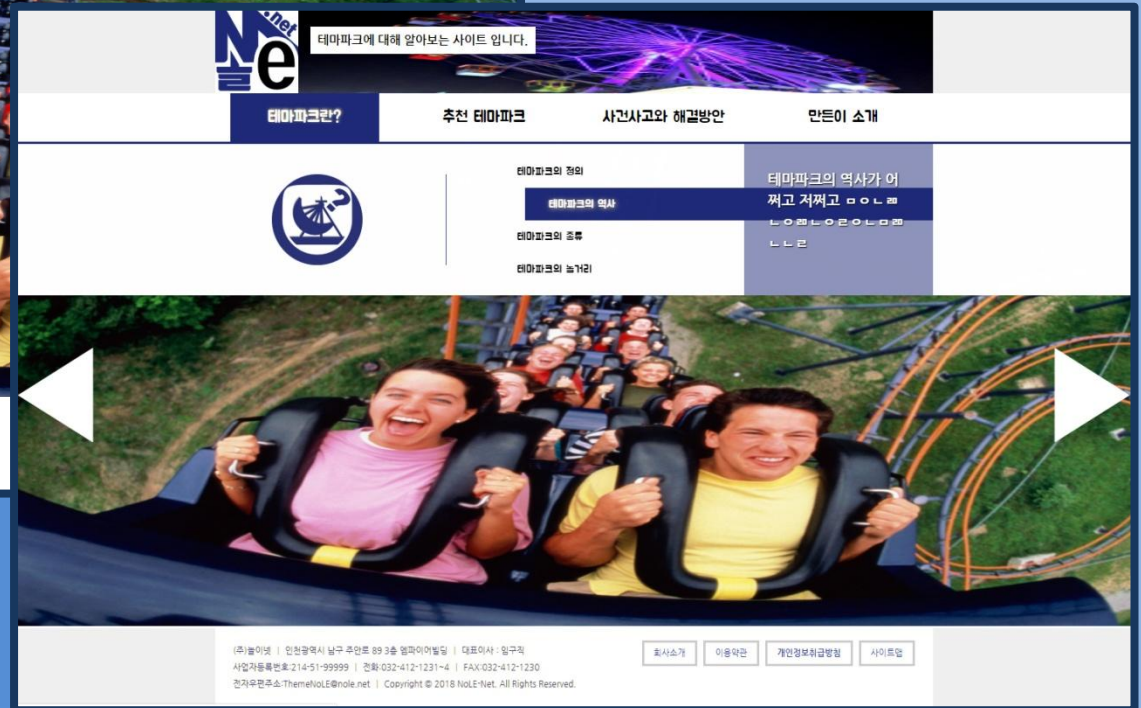 NoLe .net
놀
테마파크에 대해 알아보는 사이트 입니다.
테마파크란?
추천 테마파크
사건사고와 해결방안
만든이 소개
테마파크의 정의
테마파크의 역사
테마파크의 종류
테마파크의 놀거리
테마파크의 역사가 어
쩌고 저쩌고 ㅁㅇㄴㄻ
ㄴㅇㄻㄴㅇㄹㅇㄴㅁㄻ
ㄴㄴㄹ
(주)놀이넷 | 인천광역시 남구 주안로 89 3층 엠파이어빌딩 | 대표이사 : 임구직
사업자등록번호:214-51-99999 | 전화:032-412-1231~4 | FAX:032-412-1230
전자우편주소:ThemeNoLE@nole.net | Copyright © 2018 NoLE-Net. All Rights Reserved.
회사소개
이용약관
개인정보취급방침
사이트맵